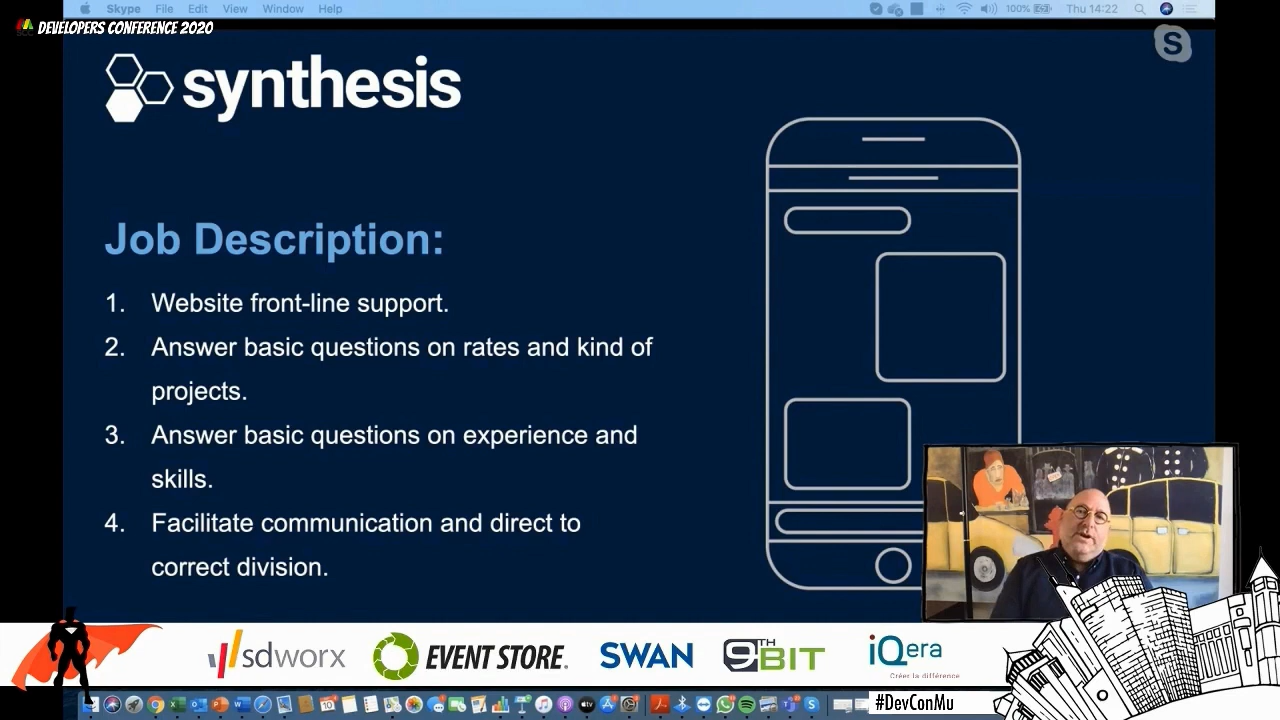 Skype File Edit View Window Help 100% Thu 14:22
DEVELOPERS CONFERENCE 2020
S
synthesis
Job Description:
1. Website front-line support.
2. Answer basic questions on rates and kind of
projects.
3. Answer basic questions on experience and
skills.
4. Facilitate communication and direct to
correct division.
sdworx EVENT STORE. SWAN 9TH BIT iQera
Créer la différence
#DevConMu